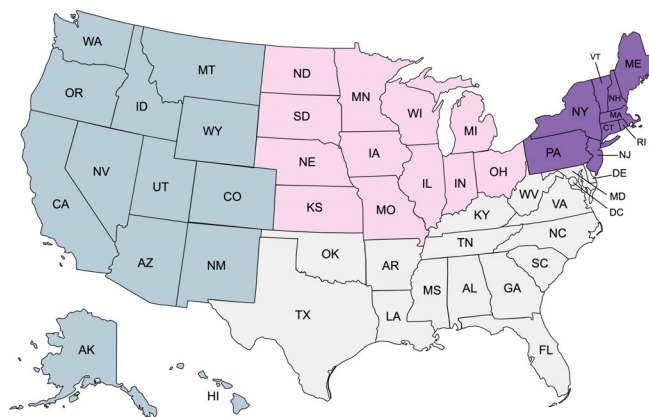 WA
MT
ND
MN
VT
ME
OR
ID
SD
WI
MI
NY
NH
MA
CT
RI
WY
NE
IA
PA
NJ
NV
UT
CO
IL
IN
OH
DE
CA
KS
MO
WV
VA
MD
DC
KY
AZ
NM
OK
AR
TN
NC
SC
TX
LA
MS
AL
GA
FL
AK
HI